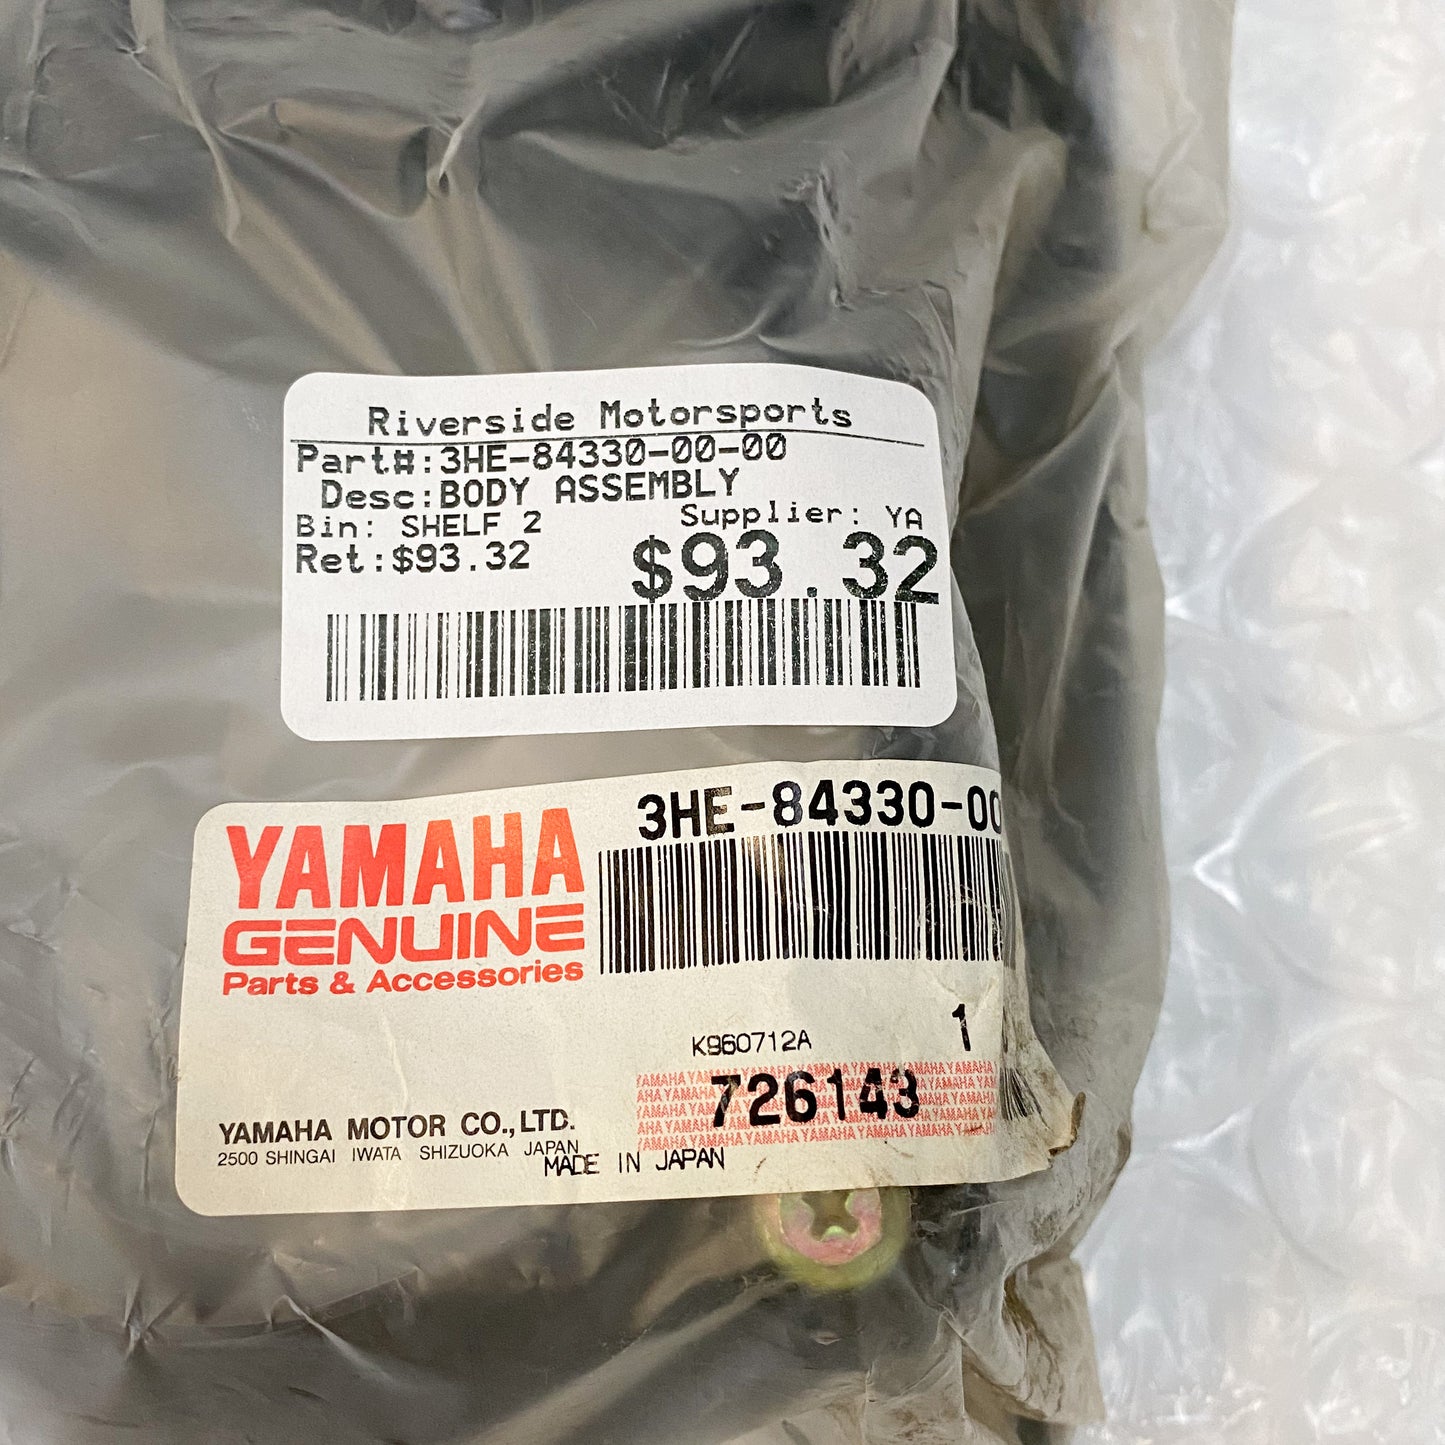 Riverside Motorsports
Part#:3HE-84330-00-00
Desc:BODY ASSEMBLY
Bin: SHELF 2 Supplier: YA
Ret:$93.32 $93.32
3HE-84330-00
YAMAHA
GENUINE
Parts & Accessories
1
K960712A
726143
YAMAHA MOTOR CO.,LTD.
2500 SHINGAI IWATA SHIZUOKA JAPAN
MADE IN JAPAN